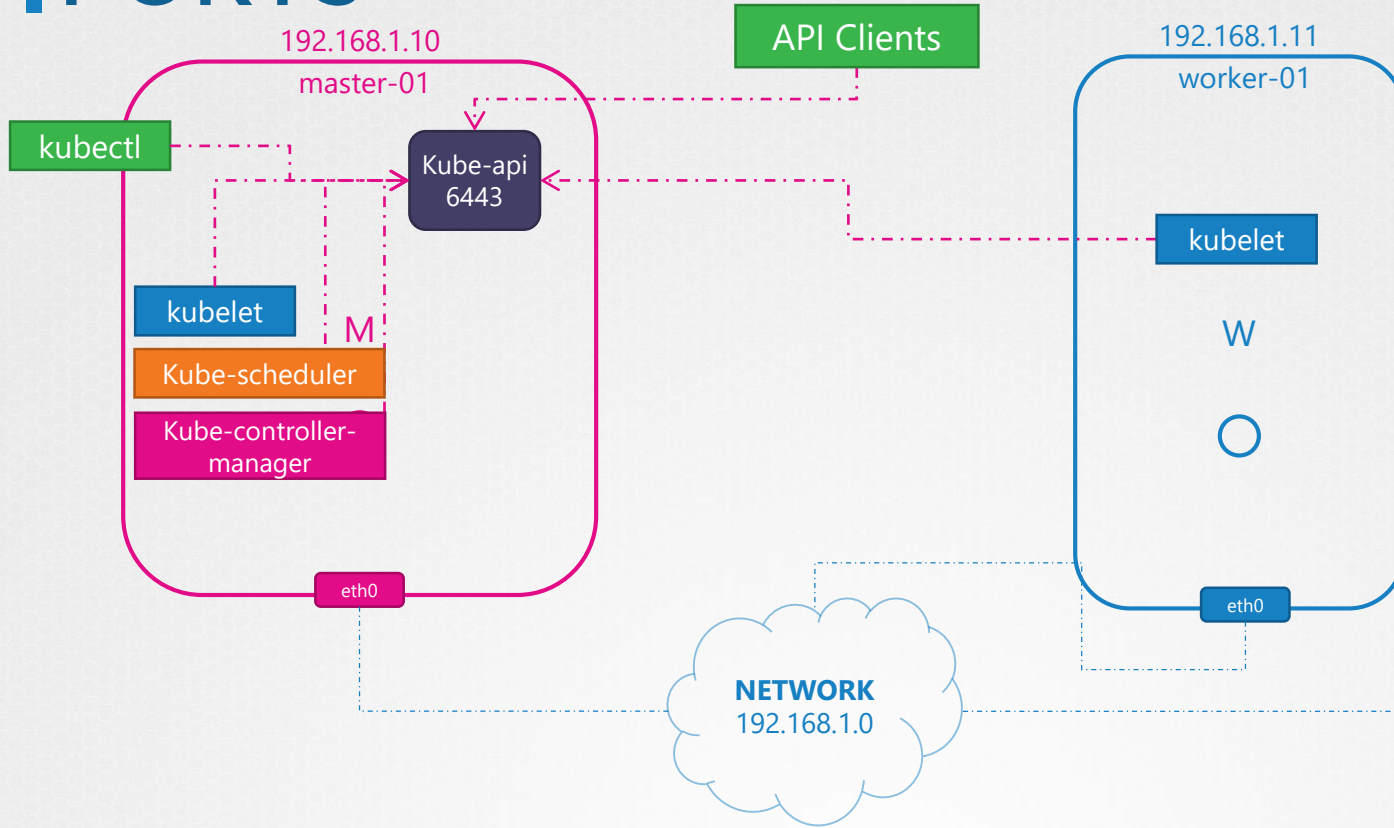 PORTS
192.168.1.10
master-01
API Clients
192.168.1.11
worker-01
kubectl
Kube-api
6443
kubelet
kubelet
M
W
Kube-scheduler
Kube-controller-
manager
eth0
eth0
NETWORK
192.168.1.0